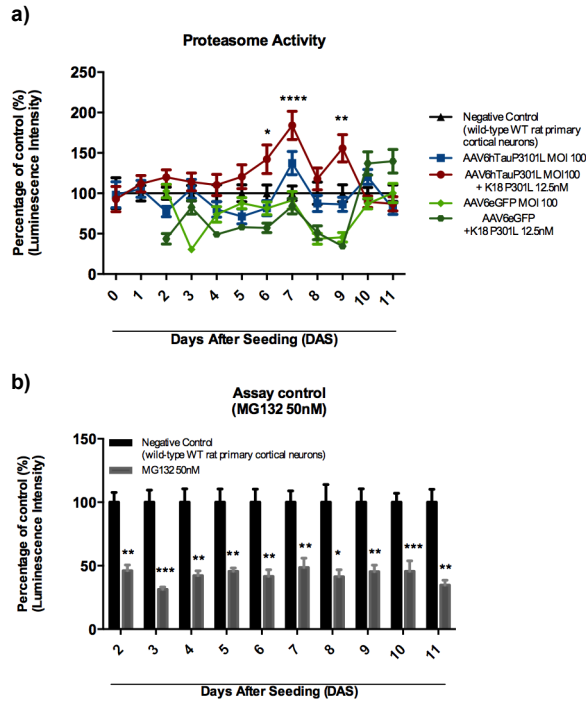 a)
Proteasome Activity
Percentage of control (%)
(Luminescence Intensity)
250
200
150
100
50
0
*
****
**
0 1 2 3 4 5 6 7 8 9 10 11
Days After Seeding (DAS)
Negative Control
(wild-type WT rat primary
cortical neurons)
AAV6hTauP3101L MOI 100
AAV6hTauP301L MOI100
+ K18 P301L 12.5nM
AAV6eGFP MOI 100
AAV6eGFP
+K18 P301L 12.5nM
b)
Assay control
(MG132 50nM)
Percentage of control (%)
(Luminescence Intensity)
150
100
50
0
Negative Control
(wild-type WT rat primary cortical neurons)
MG132 50nM
** *** ** ** ** ** * ** *** **
2 3 4 5 6 7 8 9 10 11
Days After Seeding (DAS)